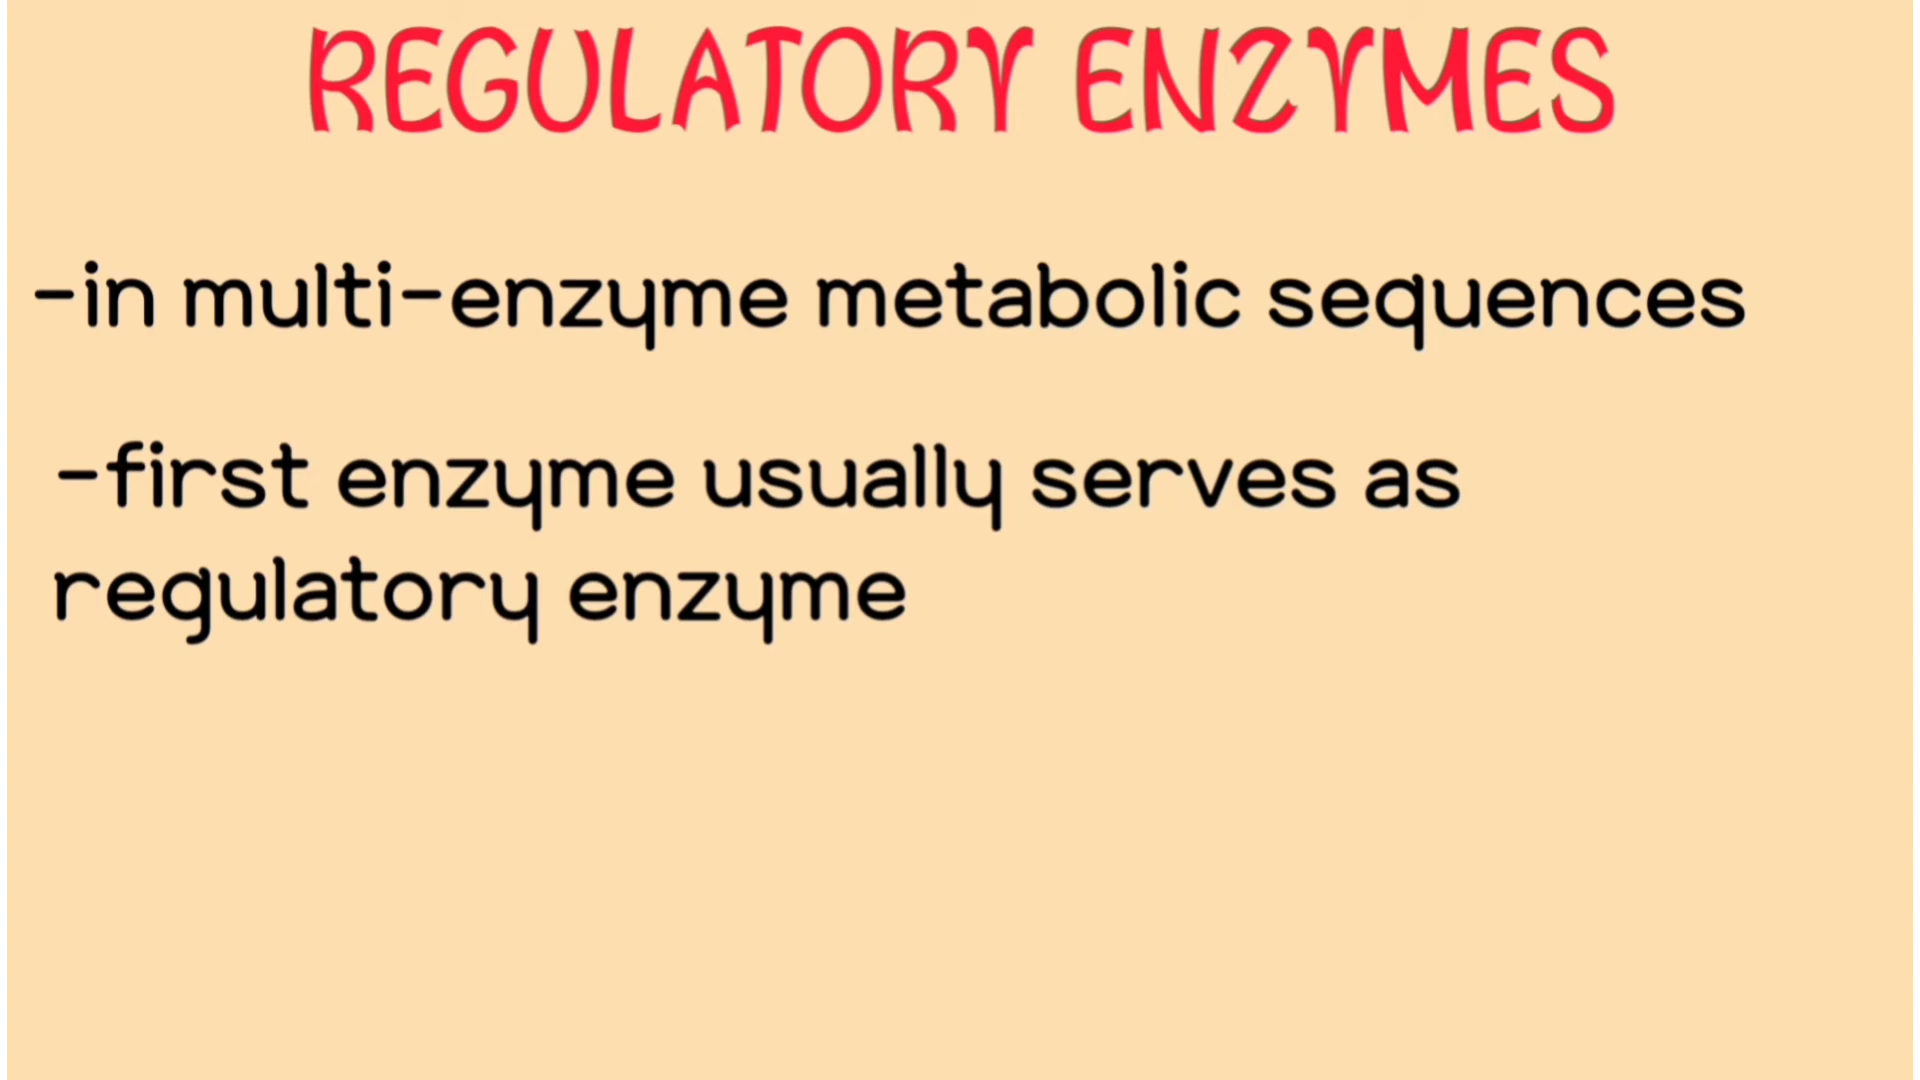 REGULATORY ENZYMES
-in multi-enzyme metabolic sequences
-first enzyme usually serves as
regulatory enzyme